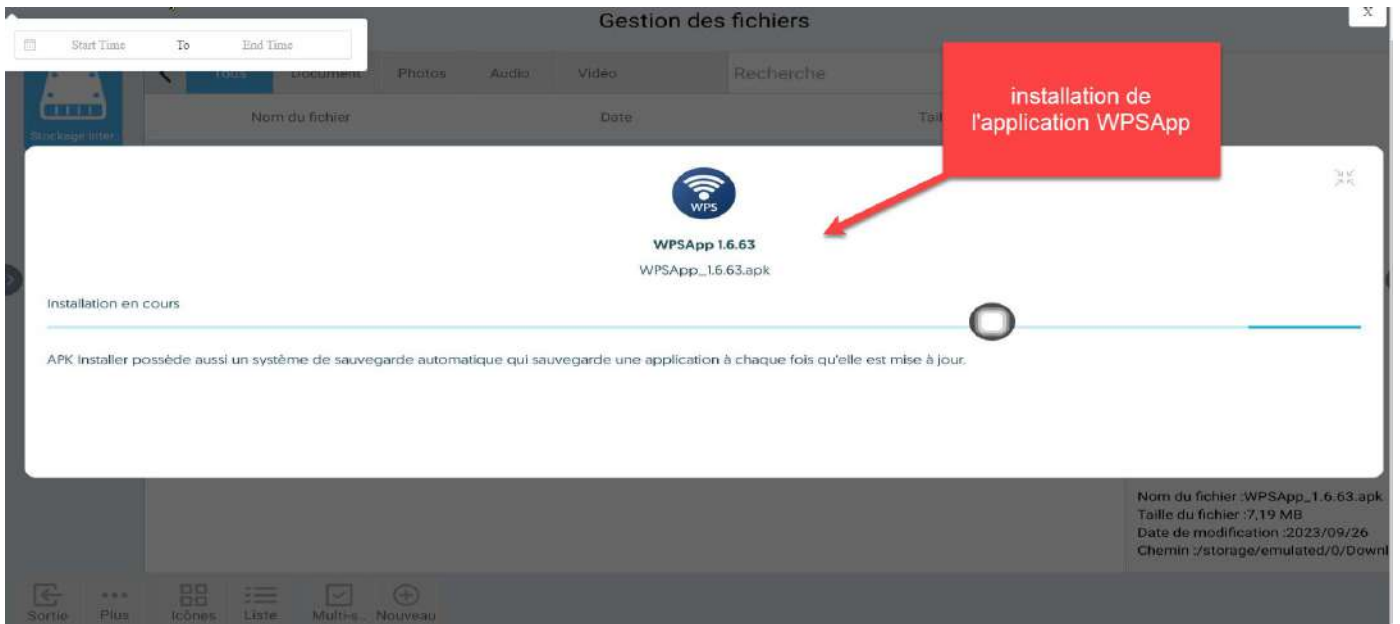 Gestion des fichiers
X
Start Time To End Time
Tous Document Photos Audio Vidéo Recherche
Nom du fichier Date
Stockage inter
installation de
l'application WPSApp
WPS
WPSApp 1.6.63
WPSApp_1.6.63.apk
Installation en cours
APK Installer possède aussi un système de sauvegarde automatique qui sauvegarde une application à chaque fois qu'elle est mise à jour.
Nom du fichier :WPSApp_1.6.63.apk
Taille du fichier :7,19 MB
Date de modification :2023/09/26
Chemin :/storage/emulated/0/Downl
Sortie Plus Icônes Liste Multi-s.. Nouveau